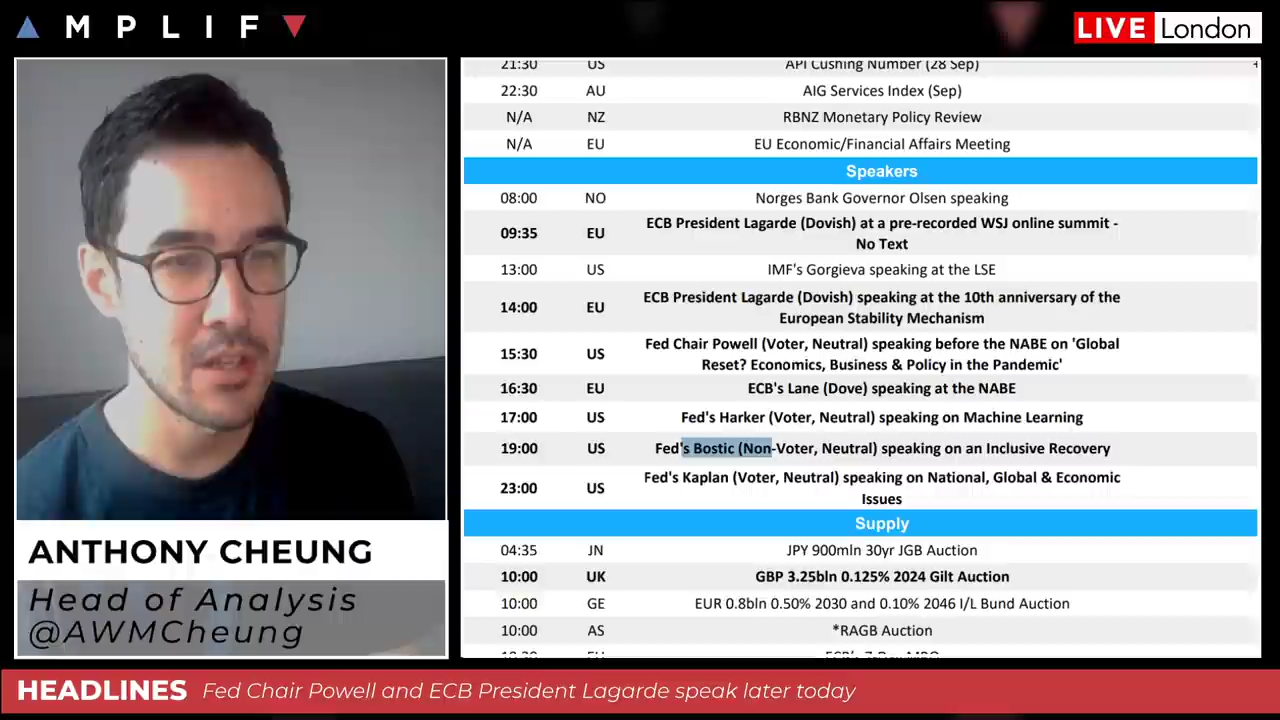 AMPLIFY
LIVE London
21:30 US API Cushing Number (28 Sep)
22:30 AU AIG Services Index (Sep)
N/A NZ RBNZ Monetary Policy Review
N/A EU EU Economic/Financial Affairs Meeting
Speakers
08:00 NO Norges Bank Governor Olsen speaking
09:35 EU ECB President Lagarde (Dovish) at a pre-recorded WSJ online summit -
No Text
13:00 US IMF's Gorgieva speaking at the LSE
14:00 EU ECB President Lagarde (Dovish) speaking at the 10th anniversary of the
European Stability Mechanism
15:30 US Fed Chair Powell (Voter, Neutral) speaking before the NABE on 'Global
Reset? Economics, Business & Policy in the Pandemic'
16:30 EU ECB's Lane (Dove) speaking at the NABE
17:00 US Fed's Harker (Voter, Neutral) speaking on Machine Learning
19:00 US Fed's Bostic (Non-Voter, Neutral) speaking on an Inclusive Recovery
23:00 US Fed's Kaplan (Voter, Neutral) speaking on National, Global & Economic
Issues
Supply
04:35 JN JPY 900mln 30yr JGB Auction
10:00 UK GBP 3.25bln 0.125% 2024 Gilt Auction
10:00 GE EUR 0.8bln 0.50% 2030 and 0.10% 2046 I/L Bund Auction
10:00 AS *RAGB Auction
ANTHONY CHEUNG
Head of Analysis
@AWMCheung
HEADLINES Fed Chair Powell and ECB President Lagarde speak later today